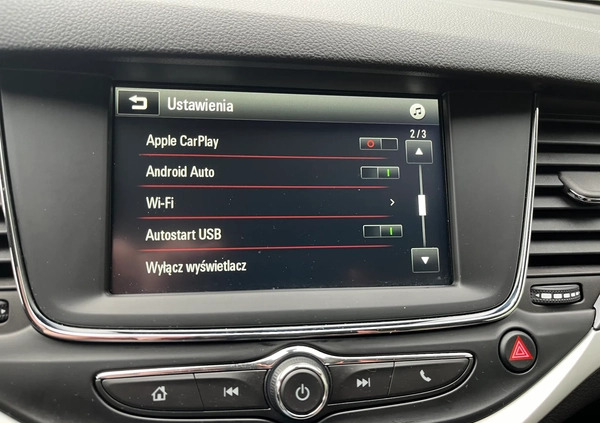 Ustawienia
2/3
Apple CarPlay
Android Auto
Wi-Fi
Autostart USB
Wyłącz wyświetlacz